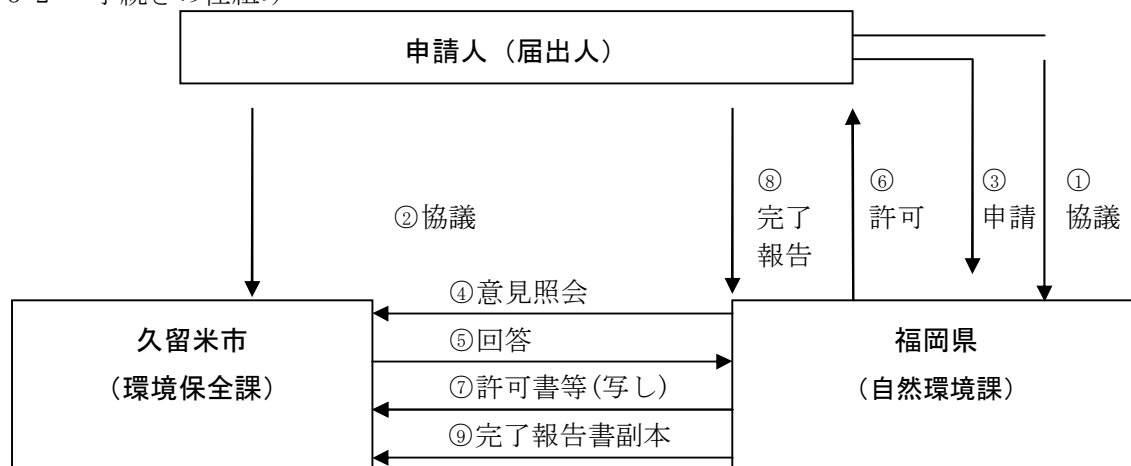 申請人（届出人）
②協議
⑧
完了
報告
⑥
許可
③
申請
①
協議
④意見照会
⑤回答
⑦許可書等(写し)
⑨完了報告書副本
久留米市
（環境保全課）
福岡県
（自然環境課）